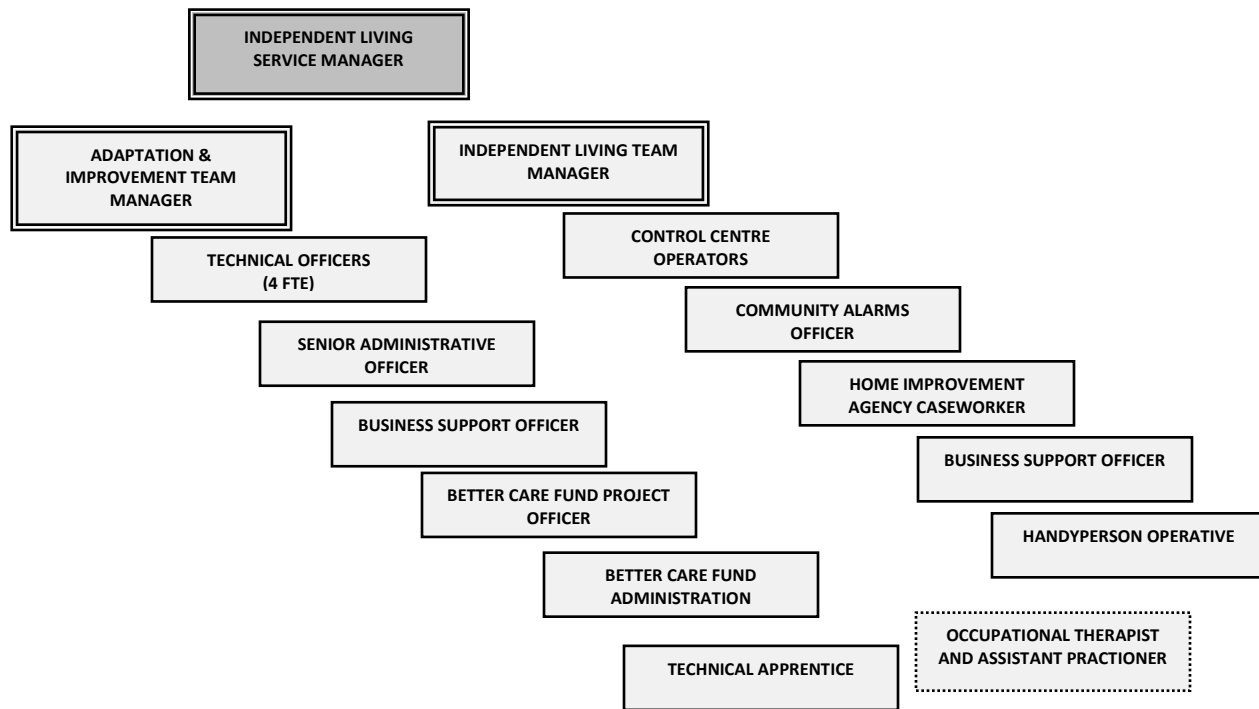 INDEPENDENT LIVING
SERVICE MANAGER
ADAPTATION &
IMPROVEMENT TEAM
MANAGER
INDEPENDENT LIVING TEAM
MANAGER
TECHNICAL OFFICERS
(4 FTE)
CONTROL CENTRE
OPERATORS
COMMUNITY ALARMS
OFFICER
SENIOR ADMINISTRATIVE
OFFICER
HOME IMPROVEMENT
AGENCY CASEWORKER
BUSINESS SUPPORT OFFICER
BUSINESS SUPPORT OFFICER
BETTER CARE FUND PROJECT
OFFICER
HANDYPERSON OPERATIVE
BETTER CARE FUND
ADMINISTRATION
OCCUPATIONAL THERAPIST
AND ASSISTANT PRACTIONER
TECHNICAL APPRENTICE